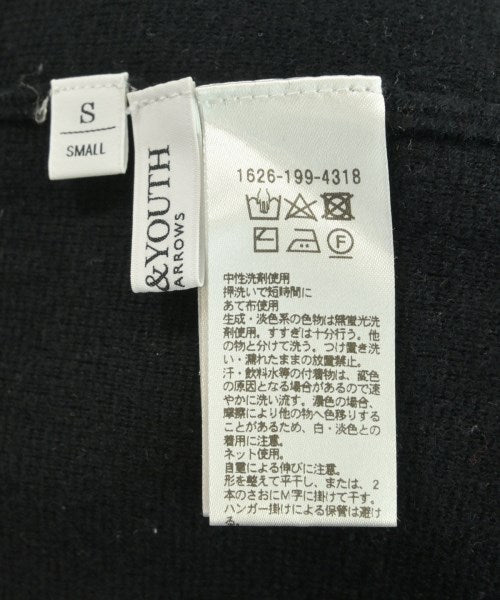 S
SMALL
&YOUTH
ARROWS
1626-199-4318
F
中性洗剤使用
押洗いで短時間に
あて布使用
生成・淡色系の色物は無蛍光洗
剤使用。すすぎは十分行う。他
の物と分けて洗う。つけ置き洗
い・濡れたままの放置禁止。
汗・飲料水等の付着物は、変色
の原因となる場合があるので速
やかに洗い流す。濃色の場合、
摩擦により他の物へ色移りする
ことがあるため、白・淡色との
着用に注意。
ネット使用。
自重による伸びに注意。
形を整えて平干し、または、2
本のさおにM字に掛けて干す。
ハンガー掛けによる保管は避け
る。